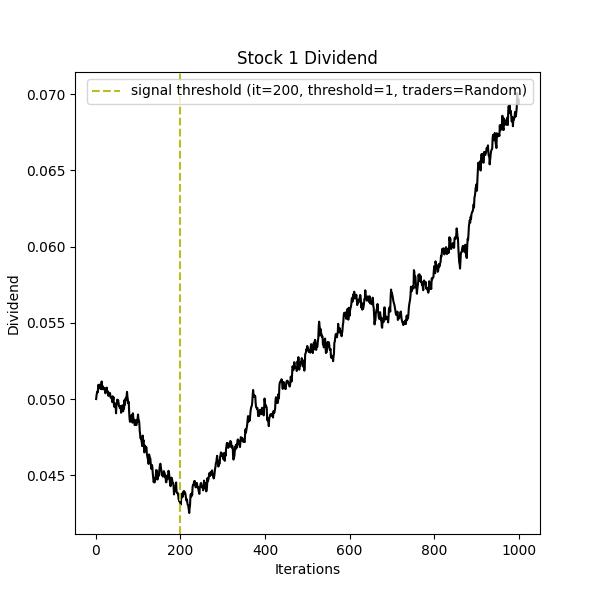 Stock 1 Dividend
signal threshold (it=200, threshold=1, traders=Random)
0.070
0.065
0.060
0.055
0.050
0.045
Dividend
0 200 400 600 800 1000
Iterations